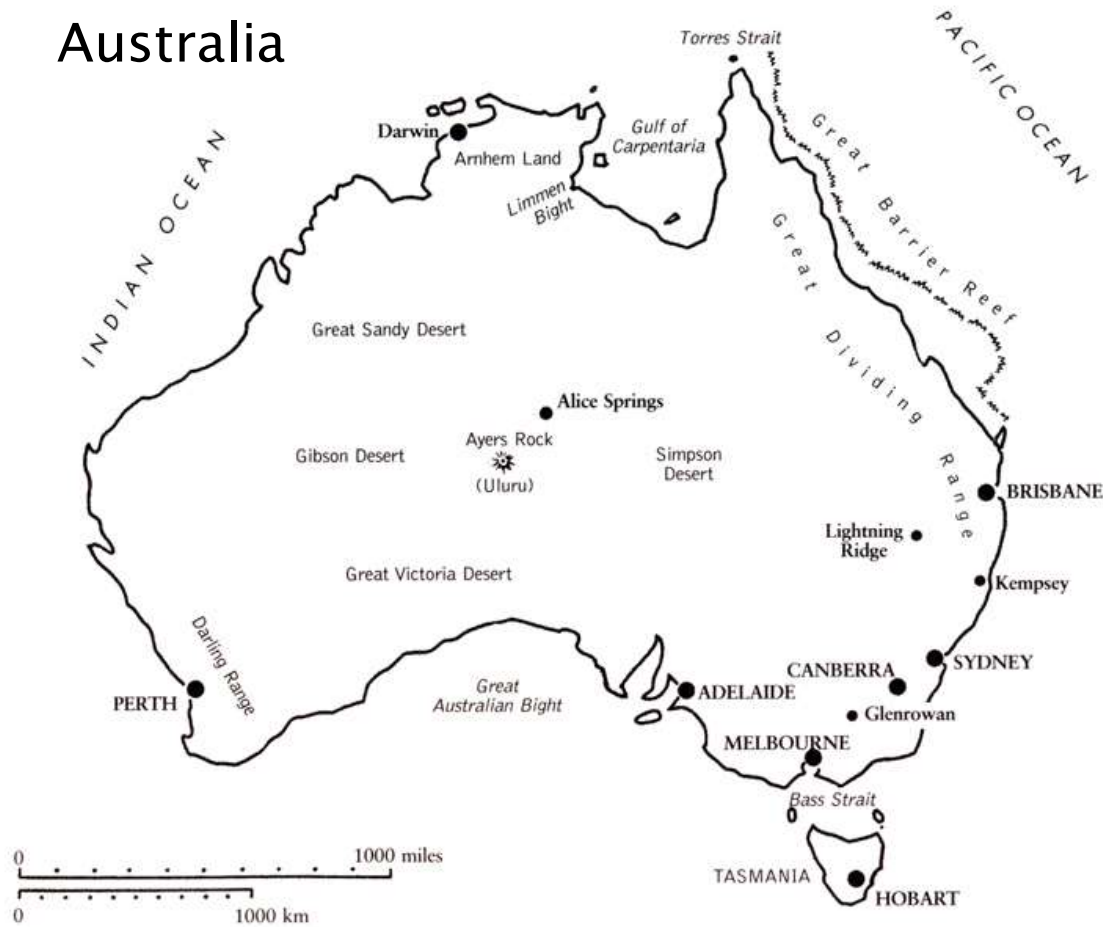 Australia
Torres Strait
PACIFIC OCEAN
Darwin
Arnhem Land
Gulf of
Carpentaria
Great Barrier Reef
INDIAN OCEAN
Limmen
Bight
Great Dividing Range
Great Sandy Desert
Alice Springs
Ayers Rock
(Uluru)
Gibson Desert
Simpson
Desert
BRISBANE
Lightning
Ridge
Great Victoria Desert
Kempsey
Darling Range
SYDNEY
CANBERRA
PERTH
Great
Australian Bight
ADELAIDE
Glenrowan
MELBOURNE
Bass Strait
TASMANIA
HOBART
0 1000 miles
0 1000 km